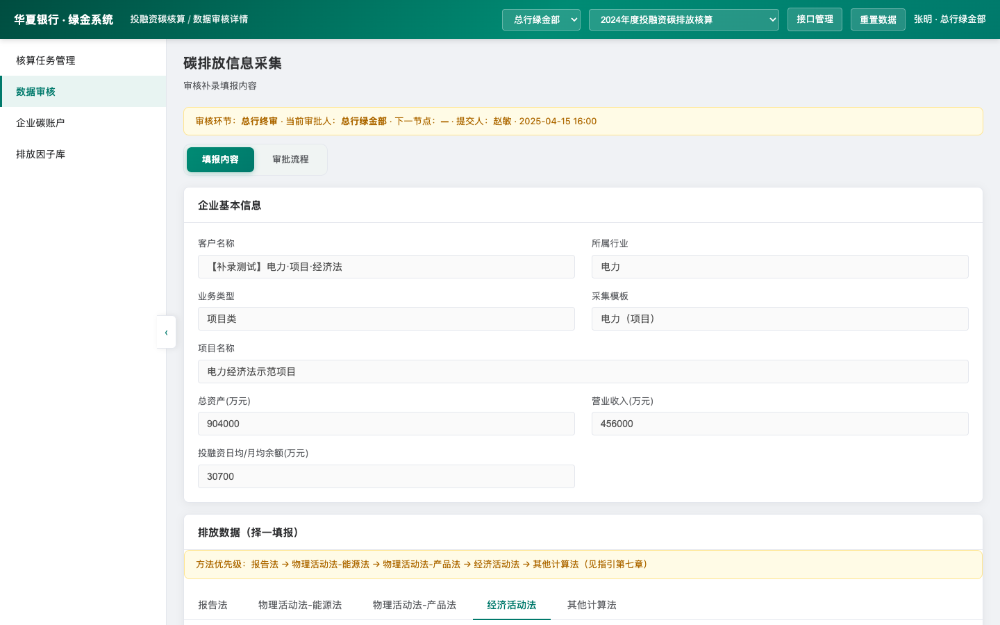 华夏银行 · 绿金系统
投融资碳核算 / 数据审核详情
总行绿金部
2024年度投融资碳排放核算
接口管理
重置数据
张明 · 总行绿金部
核算任务管理
数据审核
企业碳账户
排放因子库
‹
碳排放信息采集
审核补录填报内容
审核环节：总行终审 · 当前审批人：总行绿金部 · 下一节点：— · 提交人：赵敏 · 2025-04-15 16:00
填报内容
审批流程
企业基本信息
客户名称
所属行业
【补录测试】电力·项目·经济法
电力
业务类型
采集模板
项目类
电力（项目）
项目名称
电力经济法示范项目
总资产(万元)
营业收入(万元)
904000
456000
投融资日均/月均余额(万元)
30700
排放数据（择一填报）
方法优先级：报告法 → 物理活动法-能源法 → 物理活动法-产品法 → 经济活动法 → 其他计算法（见指引第七章）
报告法
物理活动法-能源法
物理活动法-产品法
经济活动法
其他计算法